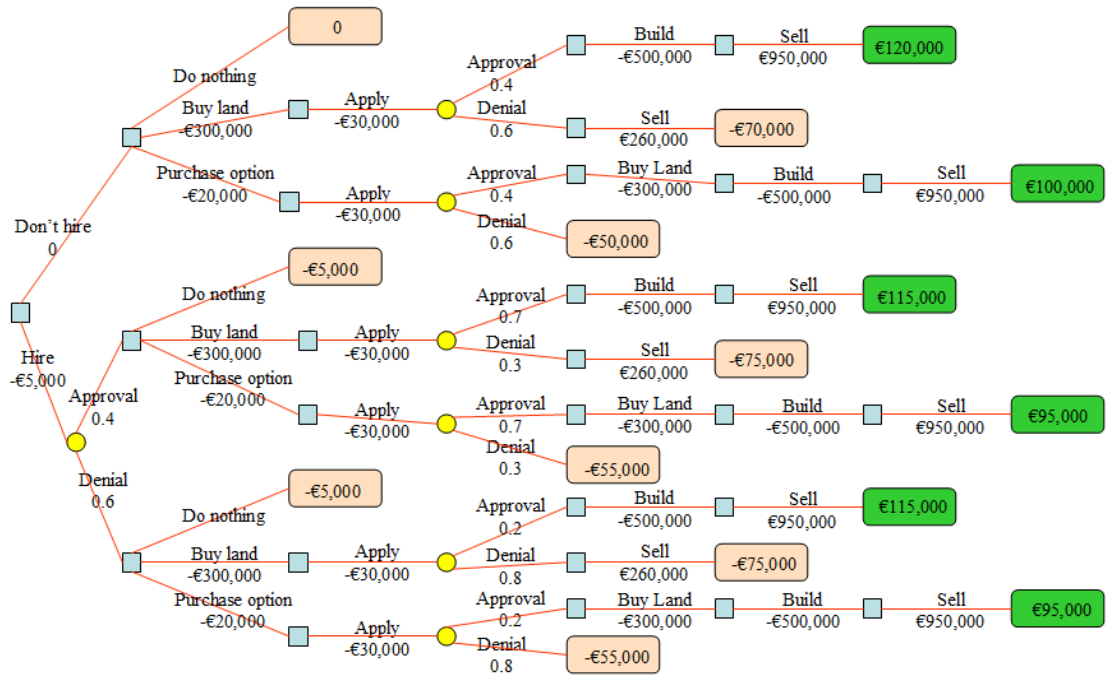 0
Do nothing
Buy land
-€300,000
Apply
-€30,000
Approval
0.4
Build
-€500,000
Sell
€950,000
€120,000
Denial
0.6
Sell
€260,000
-€70,000
Purchase option
-€20,000
Apply
-€30,000
Approval
0.4
Buy Land
-€300,000
Build
-€500,000
Sell
€950,000
€100,000
Denial
0.6
-€50,000
Don't hire
0
-€5,000
Do nothing
Buy land
-€300,000
Apply
-€30,000
Approval
0.7
Build
-€500,000
Sell
€950,000
€115,000
Denial
0.3
Sell
€260,000
-€75,000
Hire
-€5,000
Approval
0.4
Purchase option
-€20,000
Apply
-€30,000
Approval
0.7
Buy Land
-€300,000
Build
-€500,000
Sell
€950,000
€95,000
Denial
0.3
-€55,000
Denial
0.6
-€5,000
Do nothing
Buy land
-€300,000
Apply
-€30,000
Approval
0.2
Build
-€500,000
Sell
€950,000
€115,000
Denial
0.8
Sell
€260,000
-€75,000
Purchase option
-€20,000
Apply
-€30,000
Approval
0.2
Buy Land
-€300,000
Build
-€500,000
Sell
€950,000
€95,000
Denial
0.8
-€55,000